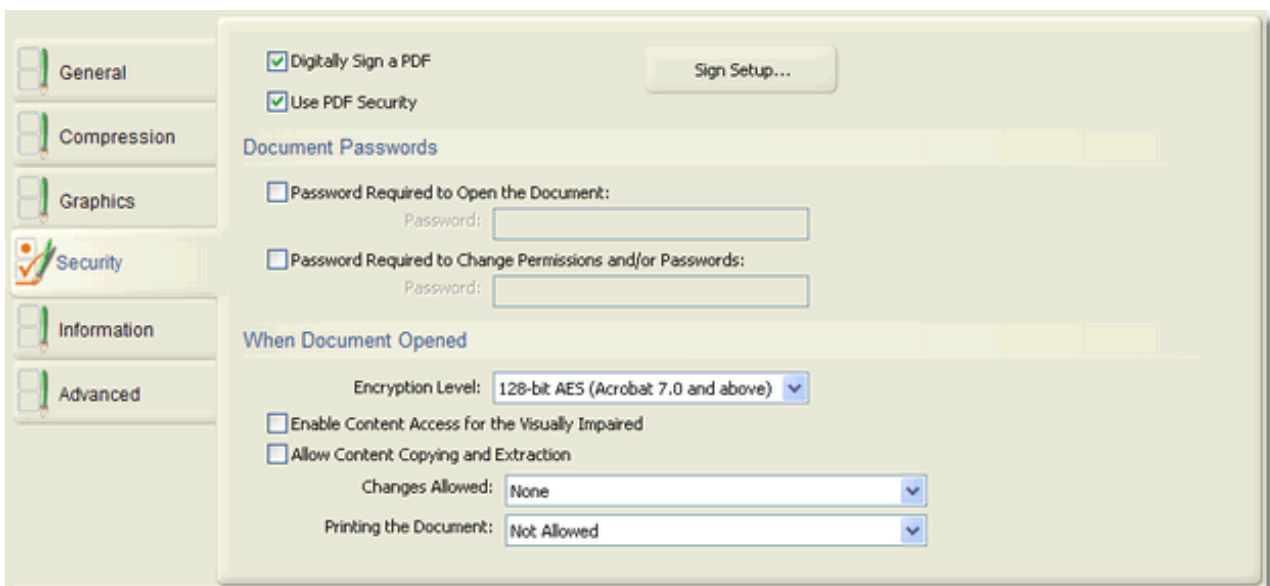 General
Compression
Graphics
Security
Information
Advanced
Digitally Sign a PDF
Sign Setup...
Use PDF Security
Document Passwords
Password Required to Open the Document:
Password:
Password Required to Change Permissions and/or Passwords:
Password:
When Document Opened
Encryption Level: 128-bit AES (Acrobat 7.0 and above)
Enable Content Access for the Visually Impaired
Allow Content Copying and Extraction
Changes Allowed: None
Printing the Document: Not Allowed